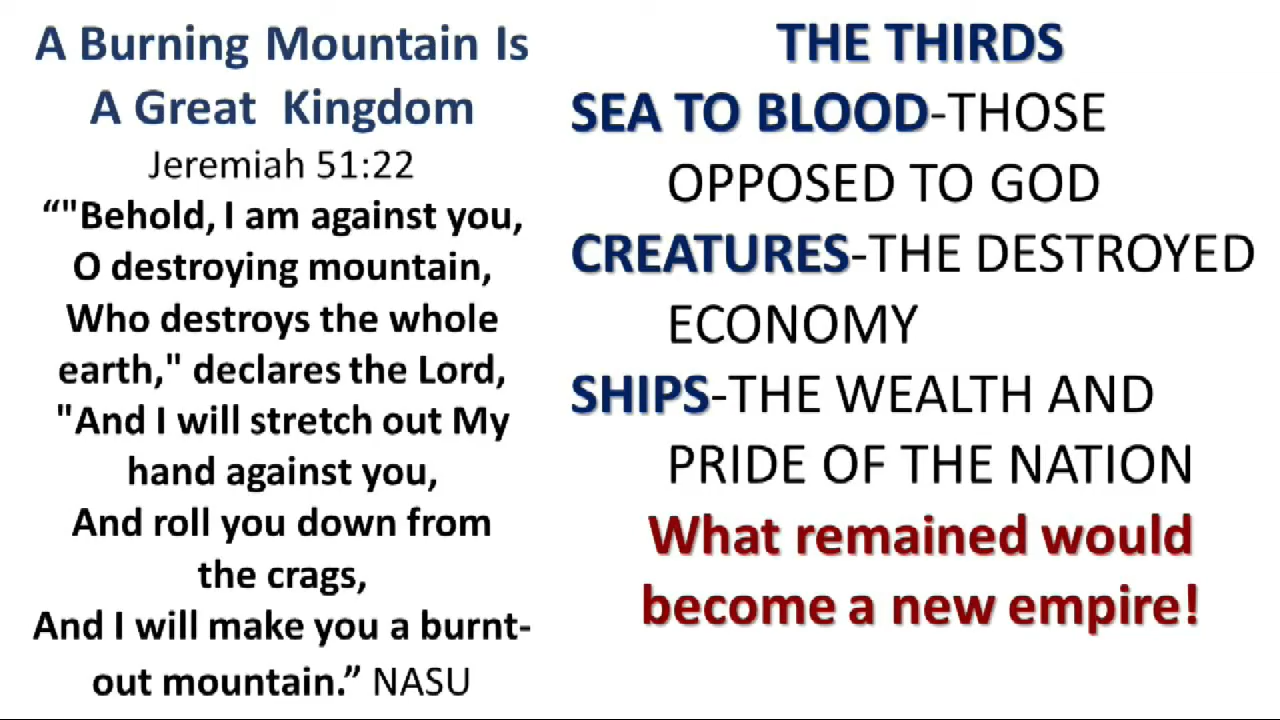 A Burning Mountain Is
A Great  Kingdom
Jeremiah 51:22
“"Behold, I am against you,
O destroying mountain,
Who destroys the whole
earth," declares the Lord,
"And I will stretch out My
hand against you,
And roll you down from
the crags,
And I will make you a burnt-
out mountain.” NASU
THE THIRDS
SEA TO BLOOD-THOSE
OPPOSED TO GOD
CREATURES-THE DESTROYED
ECONOMY
SHIPS-THE WEALTH AND
PRIDE OF THE NATION
What remained would
become a new empire!